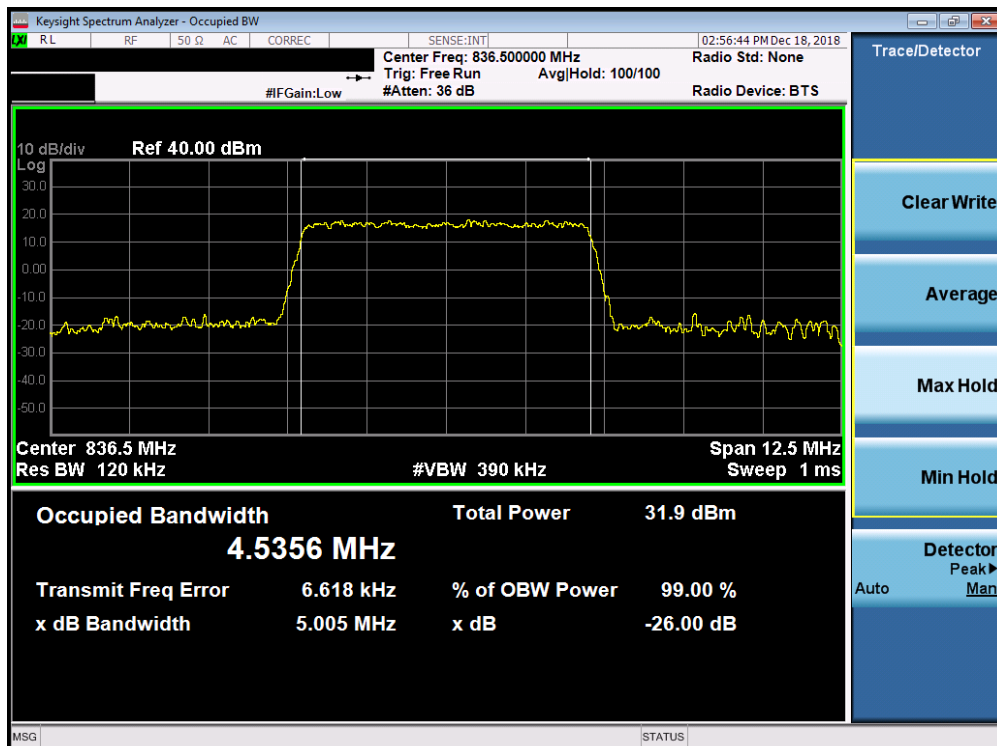 Keysight Spectrum Analyzer - Occupied BW
LXI RL RF 50 Ω AC CORREC SENSE:INT 02:56:44 PM Dec 18, 2018
Center Freq: 836.500000 MHz Radio Std: None
Trig: Free Run Avg|Hold: 100/100
#IFGain:Low #Atten: 36 dB Radio Device: BTS
10 dB/div Ref 40.00 dBm
Log
30.0
20.0
10.0
0.00
-10.0
-20.0
-30.0
-40.0
-50.0
Center 836.5 MHz Span 12.5 MHz
Res BW 120 kHz #VBW 390 kHz Sweep 1 ms
Occupied Bandwidth Total Power 31.9 dBm
4.5356 MHz
Transmit Freq Error 6.618 kHz % of OBW Power 99.00 %
x dB Bandwidth 5.005 MHz x dB -26.00 dB
MSG STATUS
Trace/Detector
Clear Write
Average
Max Hold
Min Hold
Detector
Peak▶
Auto Man